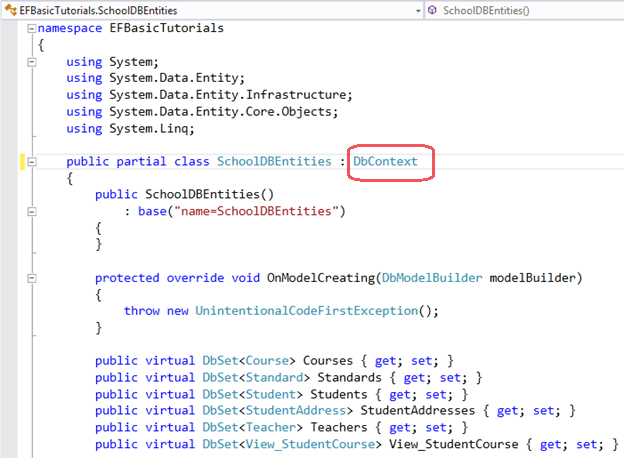 EFBasicTutorials.SchoolDBEntities SchoolDBEntities()
namespace EFBasicTutorials
{
using System;
using System.Data.Entity;
using System.Data.Entity.Infrastructure;
using System.Data.Entity.Core.Objects;
using System.Linq;
public partial class SchoolDBEntities : DbContext
{
public SchoolDBEntities()
: base("name=SchoolDBEntities")
{
}
protected override void OnModelCreating(DbModelBuilder modelBuilder)
{
throw new UnintentionalCodeFirstException();
}
public virtual DbSet<Course> Courses { get; set; }
public virtual DbSet<Standard> Standards { get; set; }
public virtual DbSet<Student> Students { get; set; }
public virtual DbSet<StudentAddress> StudentAddresses { get; set; }
public virtual DbSet<Teacher> Teachers { get; set; }
public virtual DbSet<View_StudentCourse> View_StudentCourse { get; set; }